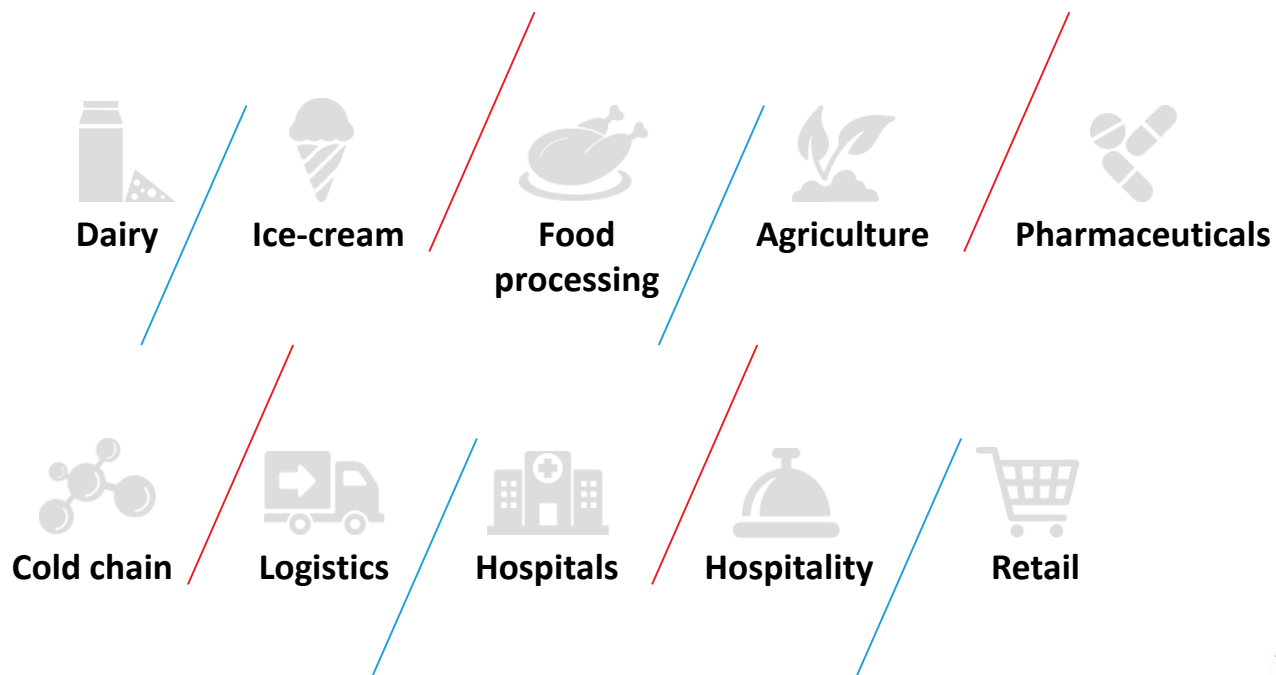 Dairy
Ice-cream
Food
processing
Agriculture
Pharmaceuticals
Cold chain
Logistics
Hospitals
Hospitality
Retail